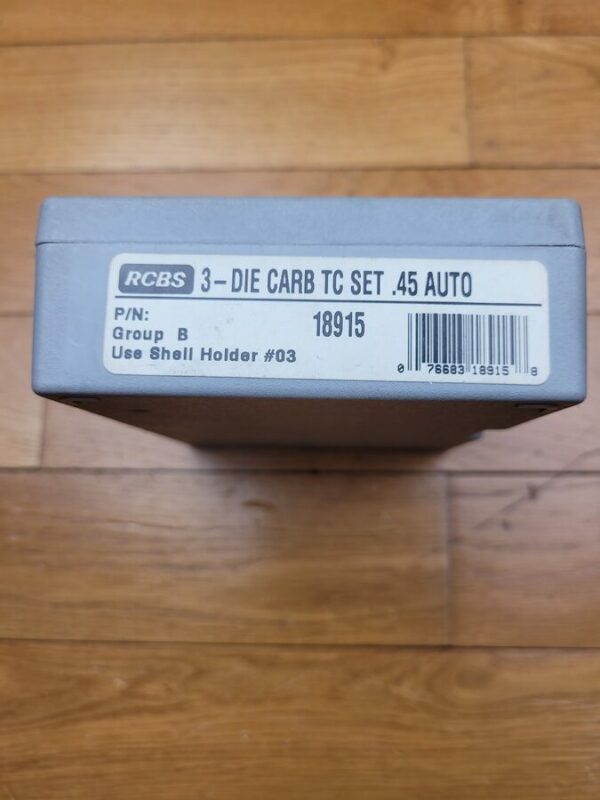 RCBS 3-DIE CARB TC SET .45 AUTO
P/N: 18915
Group B
Use Shell Holder #03
0 76683 18915 8